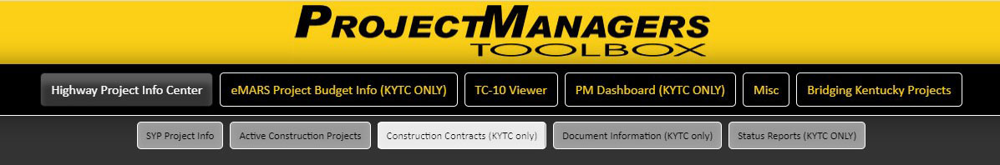 PROJECTMANAGERS
TOOLBOX
Highway Project Info Center eMARS Project Budget Info (KYTC ONLY) TC-10 Viewer PM Dashboard (KYTC ONLY) Misc Bridging Kentucky Projects
SYP Project Info Active Construction Projects Construction Contracts (KYTC only) Document Information (KYTC only) Status Reports (KYTC ONLY)